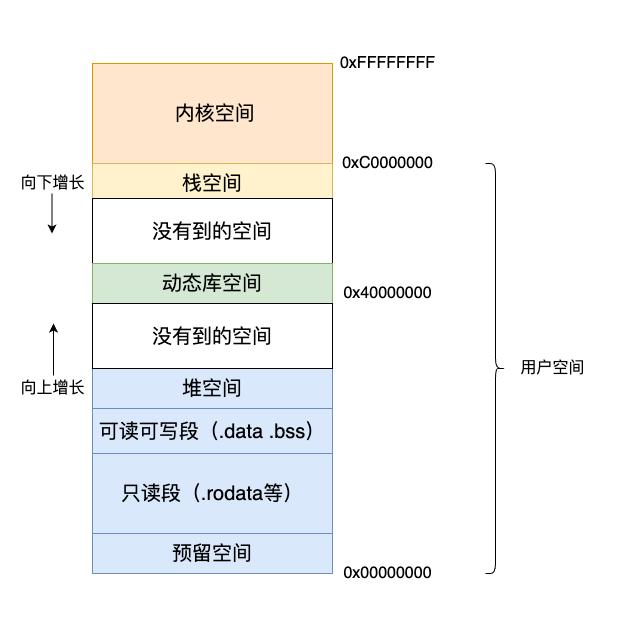 0xFFFFFFFF
内核空间
0xC0000000
向下增长
栈空间
没有到的空间
动态库空间
0x40000000
没有到的空间
用户空间
向上增长
堆空间
可读可写段（.data .bss）
只读段（.rodata等）
预留空间
0x00000000